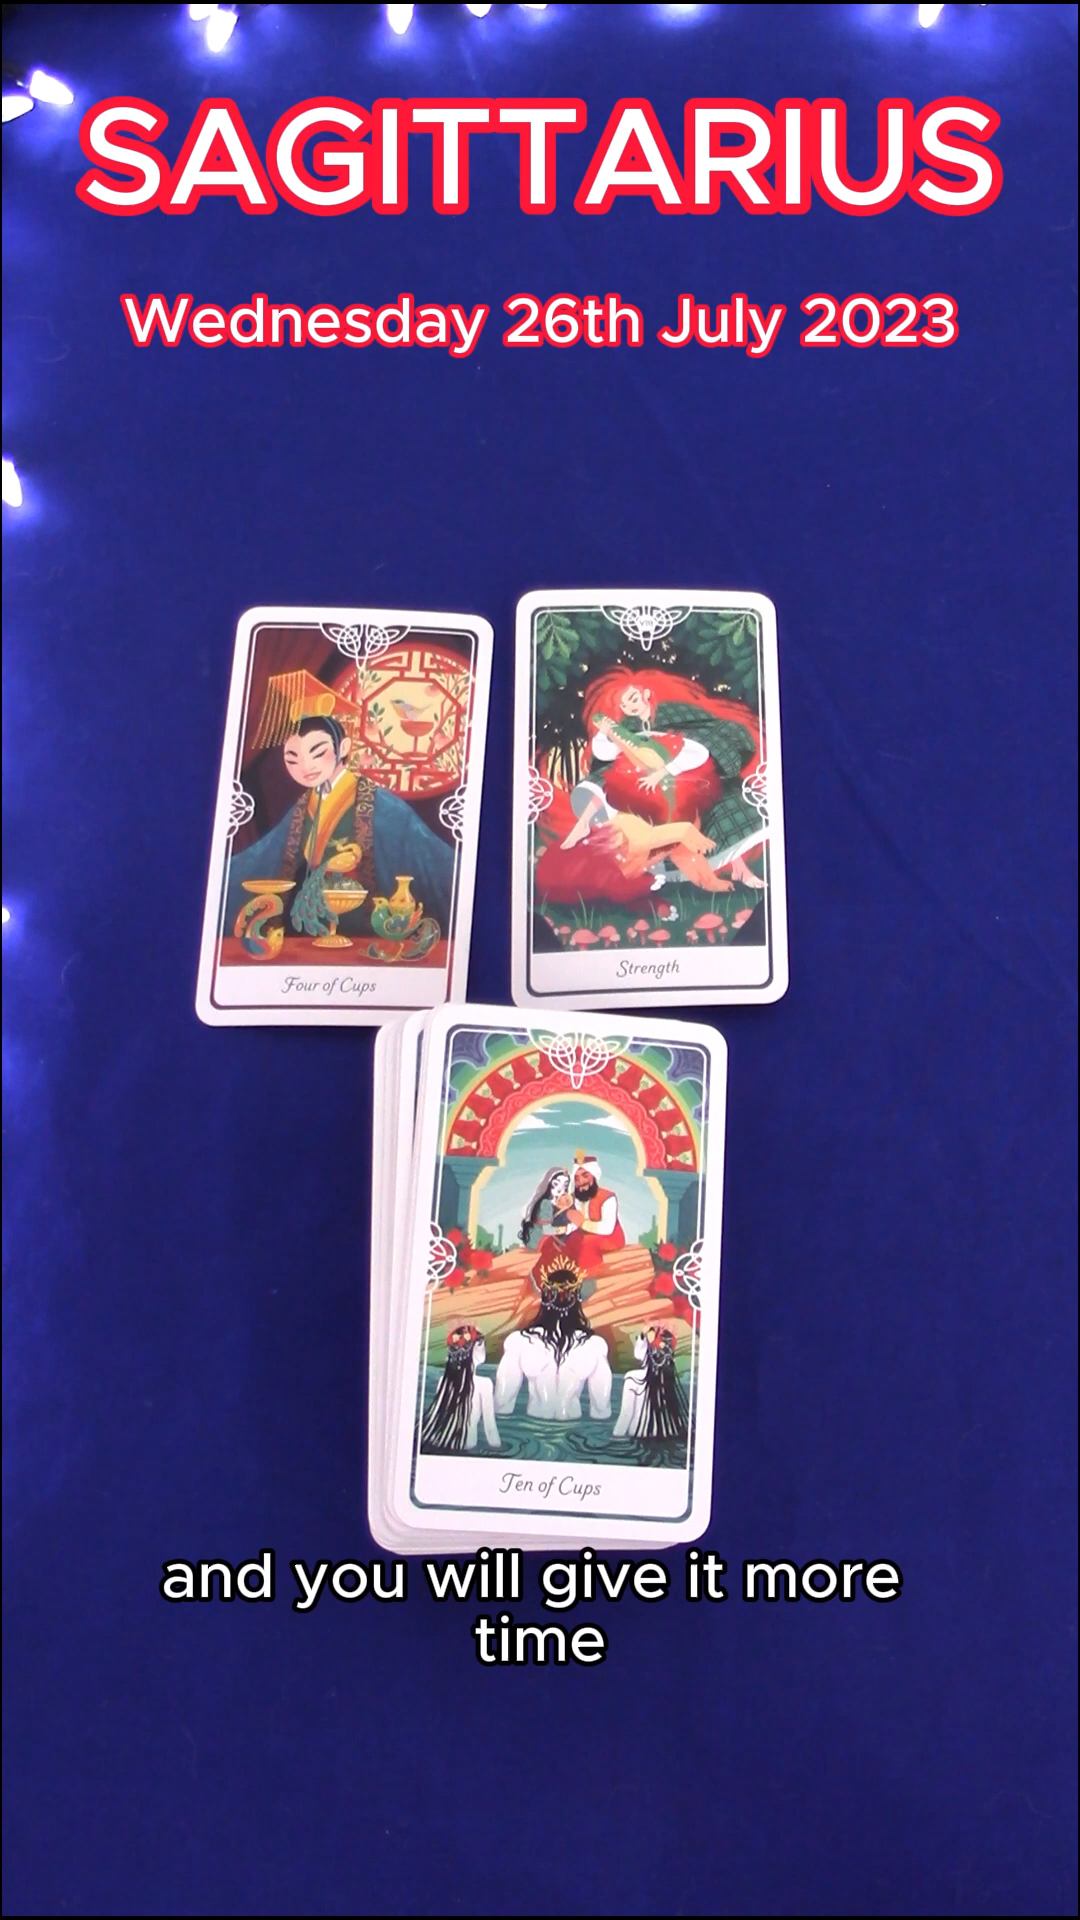 SAGITTARIUS
Wednesday 26th July 2023
VIII
Four of Cups
Strength
Ten of Cups
and you will give it more
time